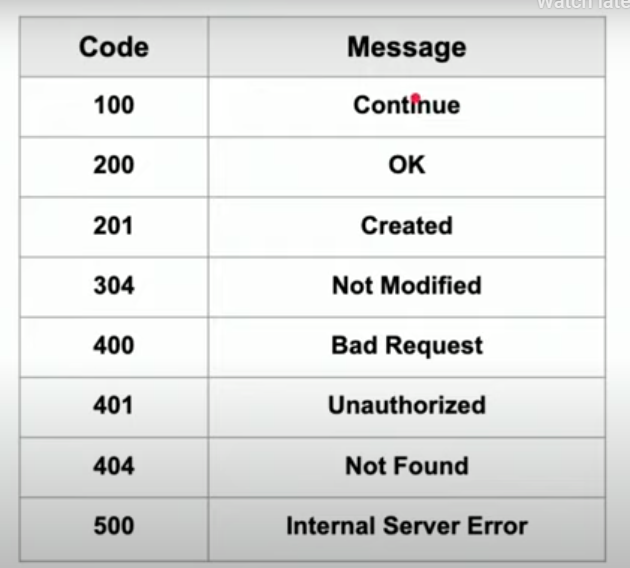 Watch late
Code Message
100 Continue
200 OK
201 Created
304 Not Modified
400 Bad Request
401 Unauthorized
404 Not Found
500 Internal Server Error